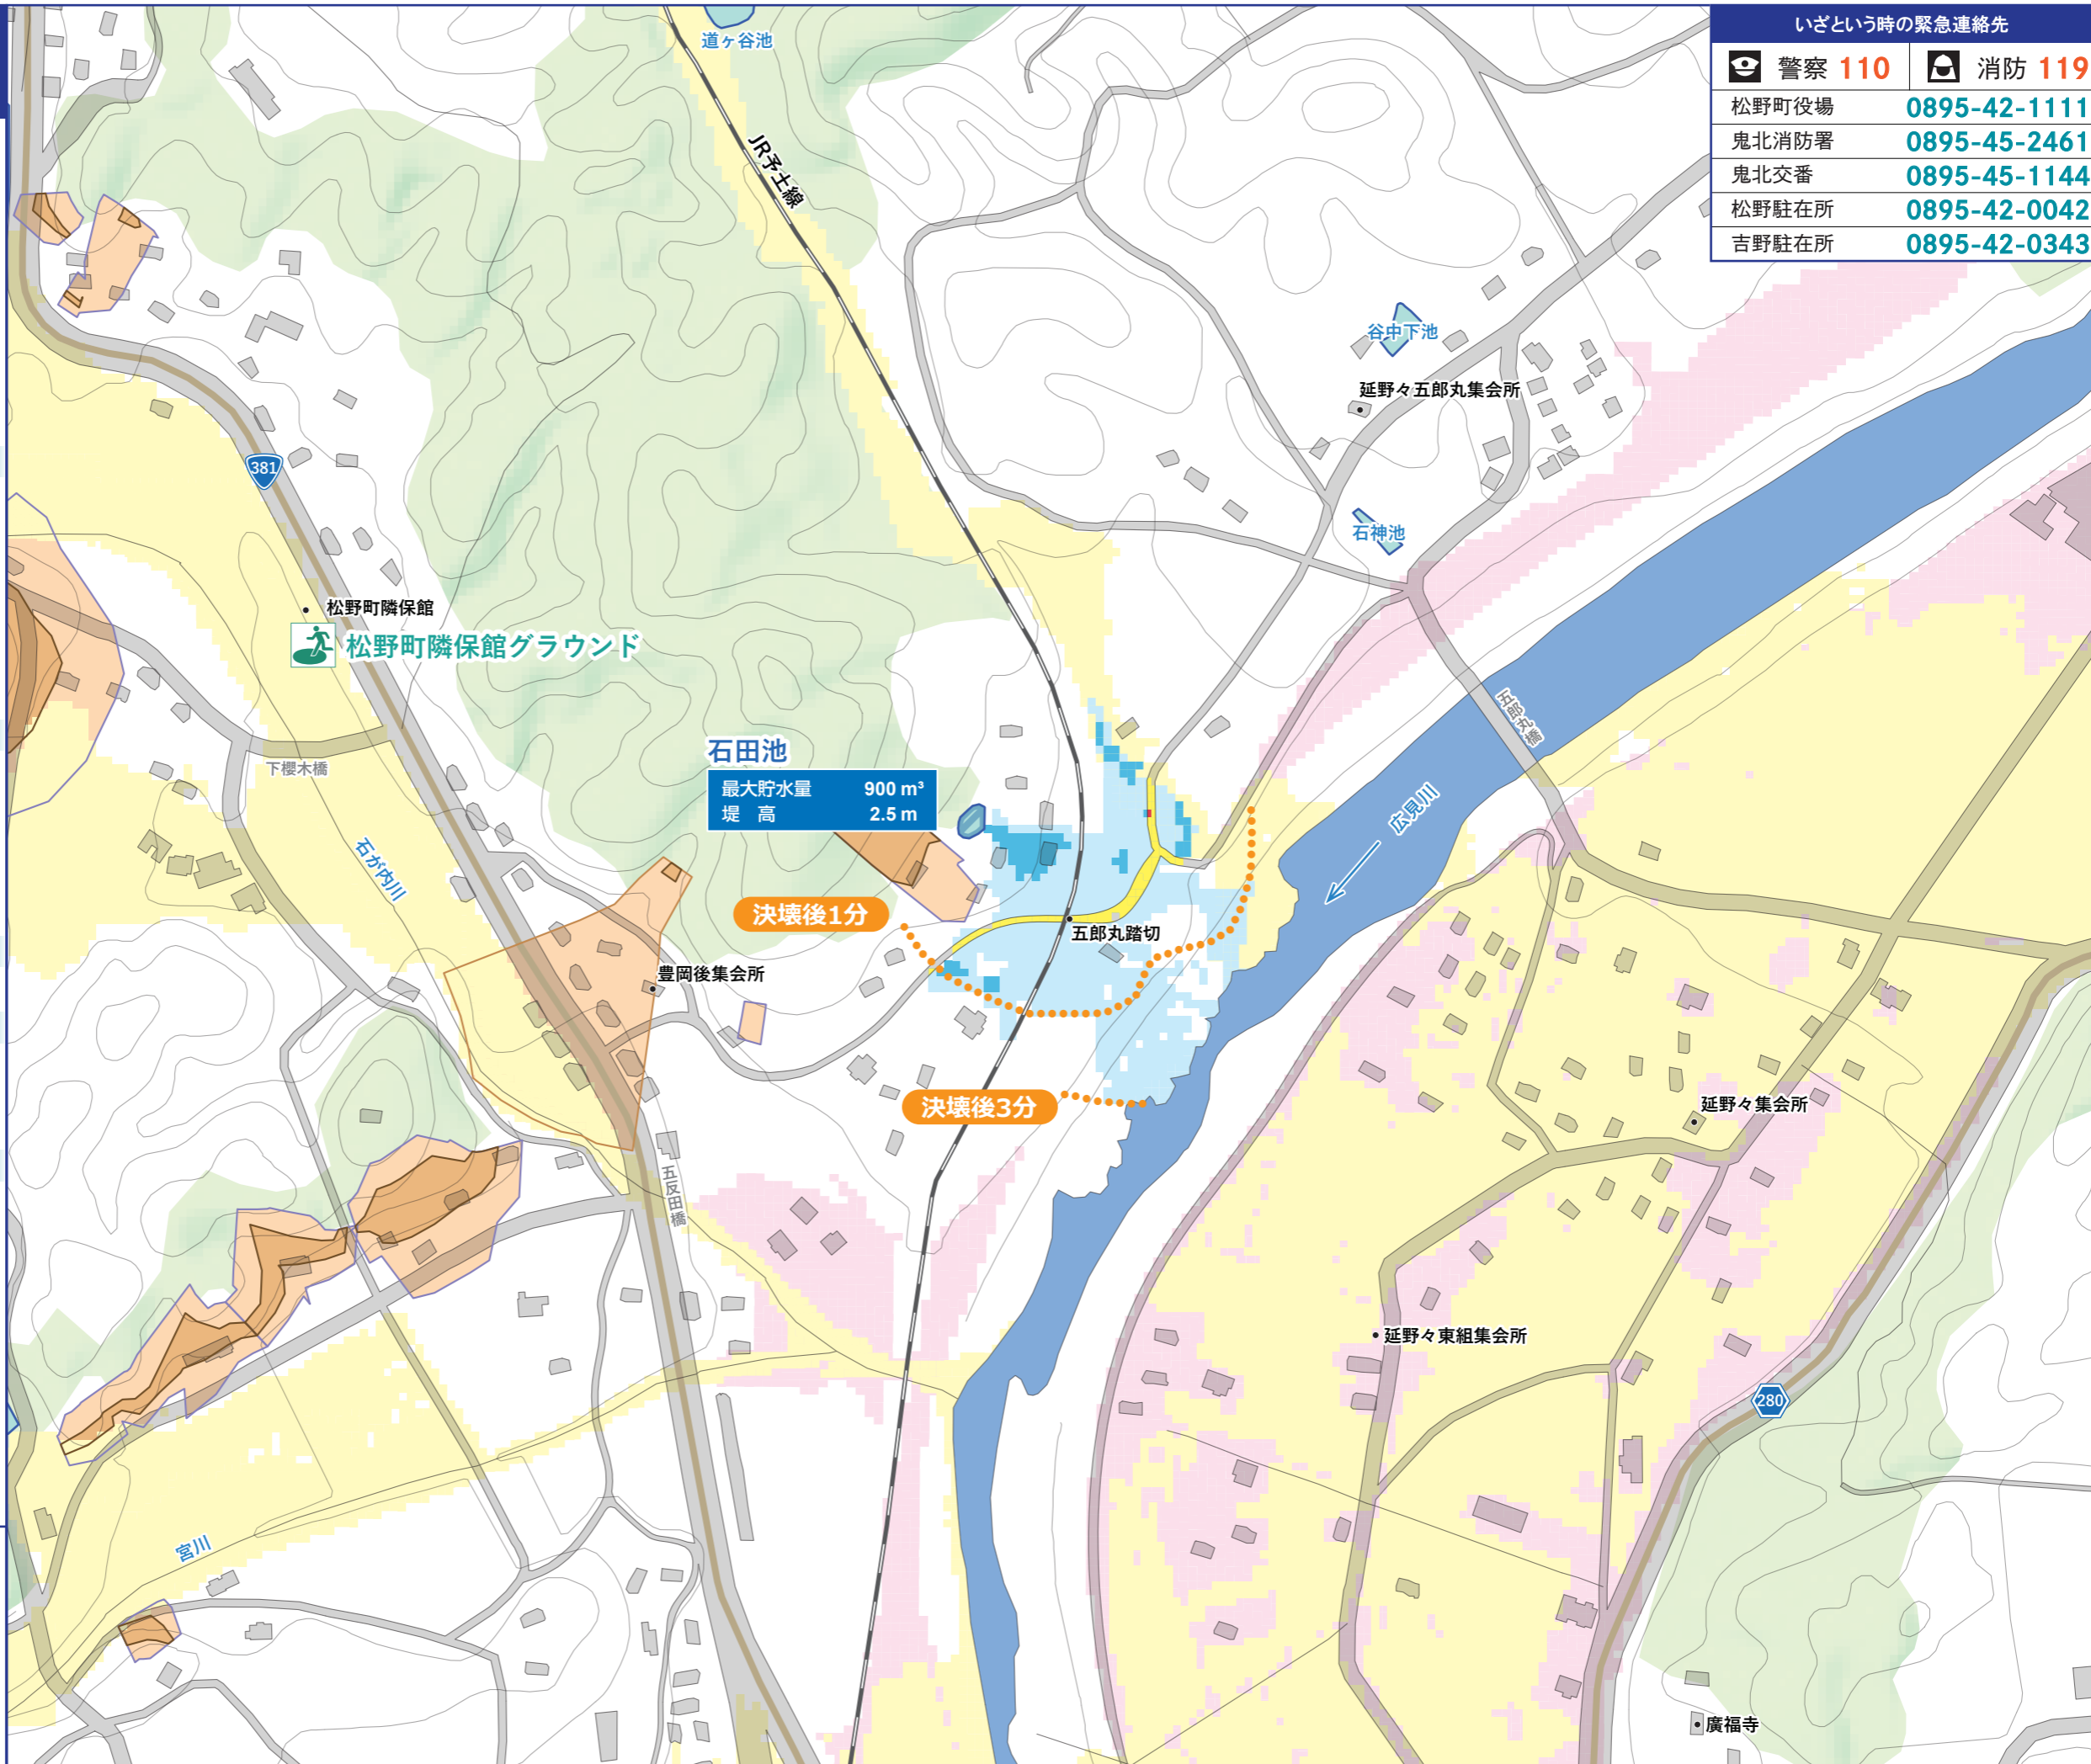 いざという時の緊急連絡先
警察 110 消防 119
松野町役場 0895-42-1111
鬼北消防署 0895-45-2461
鬼北交番 0895-45-1144
松野駐在所 0895-42-0042
吉野駐在所 0895-42-0343
道ヶ谷池
JR予土線
谷中下池
延野々五郎丸集会所
381
石神池
松野町隣保館
松野町隣保館グラウンド
五郎丸橋
石田池
最大貯水量 900 m³
堤 高 2.5 m
下櫻木橋
広見川
石が内川
決壊後1分
五郎丸踏切
豊岡後集会所
決壊後3分
延野々集会所
五反田橋
延野々東組集会所
280
宮川
廣福寺